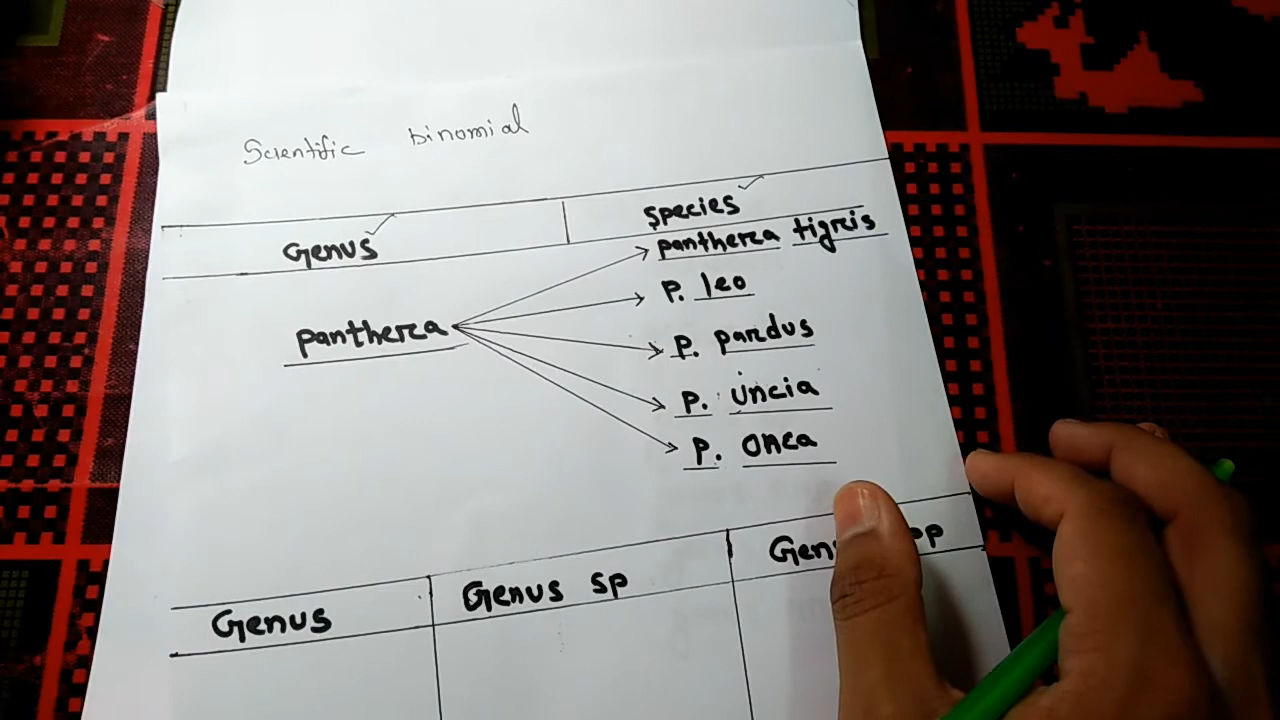 Scientific binomial
Genus
Species
Panthera
Panthera tigris
P. leo
P. pardus
P. uncia
P. onca
Genus
Genus sp